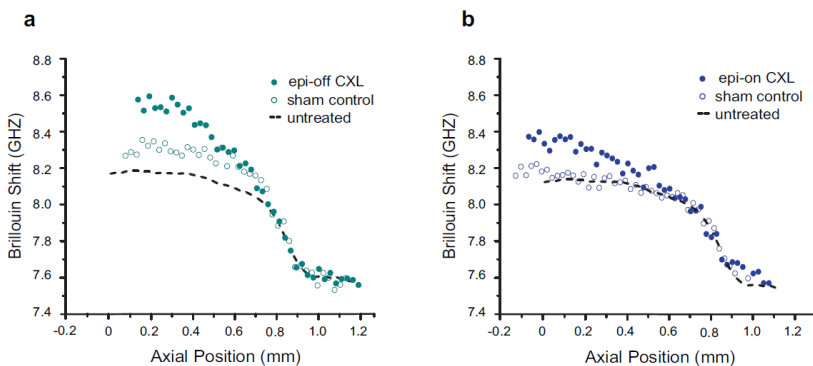 a
8.8
8.6
8.4
8.2
8.0
7.8
7.6
7.4
Brillouin Shift (GHZ)
epi-off CXL
sham control
untreated
-0.2 0 0.2 0.4 0.6 0.8 1.0 1.2
Axial Position (mm)
b
8.8
8.6
8.4
8.2
8.0
7.8
7.6
7.4
Brillouin Shift (GHZ)
epi-on CXL
sham control
untreated
-0.2 0 0.2 0.4 0.6 0.8 1.0 1.2
Axial Position (mm)